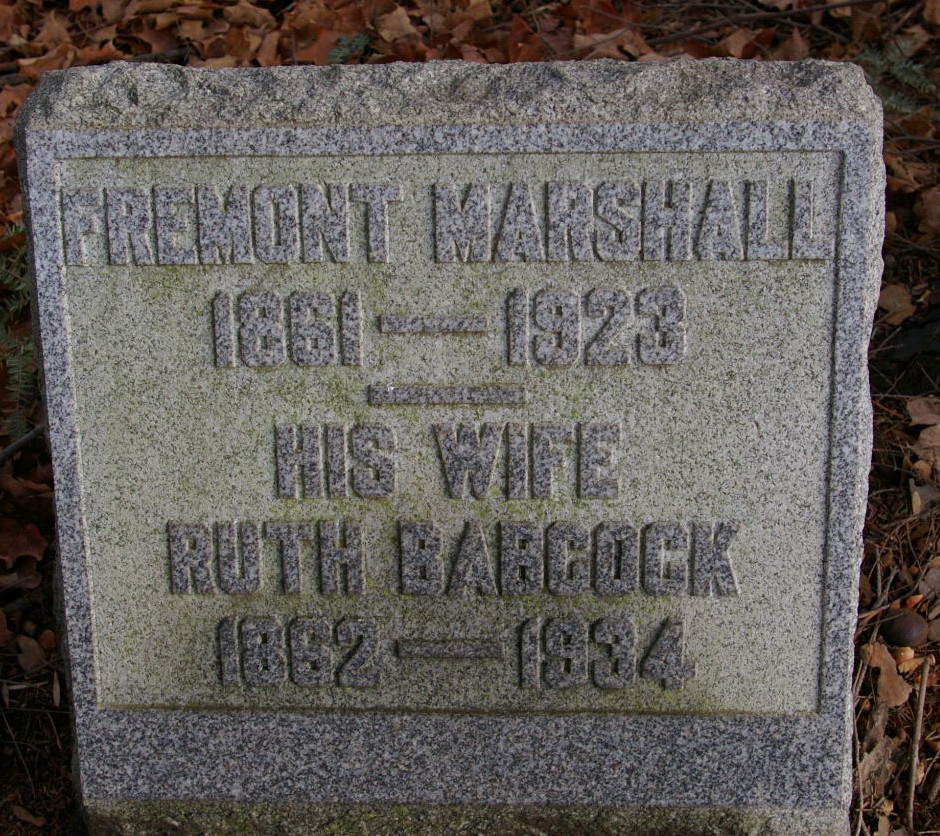 FREMONT MARSHALL
1861 — 1923
HIS WIFE
RUTH BABCOCK
1862 — 1934